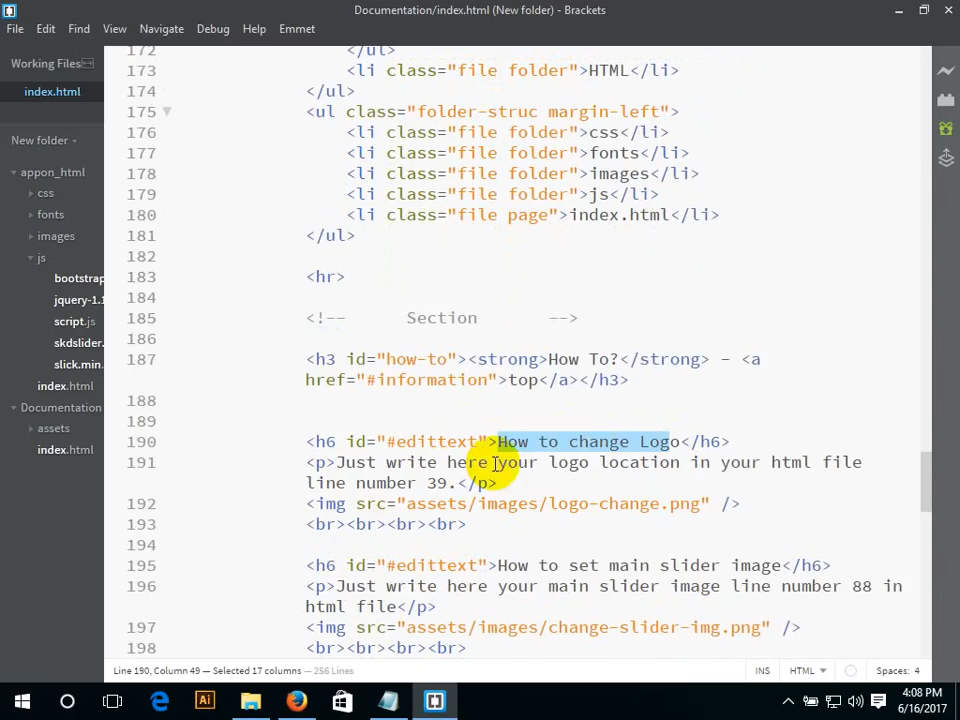 Documentation/index.html (New folder) - Brackets
File Edit Find View Navigate Debug Help Emmet
Working Files
index.html
New folder
appon_html
css
fonts
images
js
bootstrap
jquery-1.1
script.js
skdslider
slick.min.
index.html
Documentation
assets
index.html
172 </ul>
173 <li class="file folder">HTML</li>
174 </ul>
175 <ul class="folder-struc margin-left">
176 <li class="file folder">css</li>
177 <li class="file folder">fonts</li>
178 <li class="file folder">images</li>
179 <li class="file folder">js</li>
180 <li class="file page">index.html</li>
181 </ul>
182
183 <hr>
184
185 <!-- Section -->
186
187 <h3 id="how-to"><strong>How To?</strong> - <a
href="#information">top</a></h3>
188
189
190 <h6 id="#edittext">How to change Logo</h6>
191 <p>Just write here your logo location in your html file
line number 39.</p>
192 <img src="assets/images/logo-change.png" />
193 <br><br><br><br>
194
195 <h6 id="#edittext">How to set main slider image</h6>
196 <p>Just write here your main slider image line number 88 in
html file</p>
197 <img src="assets/images/change-slider-img.png" />
198 <br><br><br><br>
Line 190, Column 49 — Selected 17 columns — 256 Lines
INS HTML Spaces: 4
Ai
4:08 PM
6/16/2017